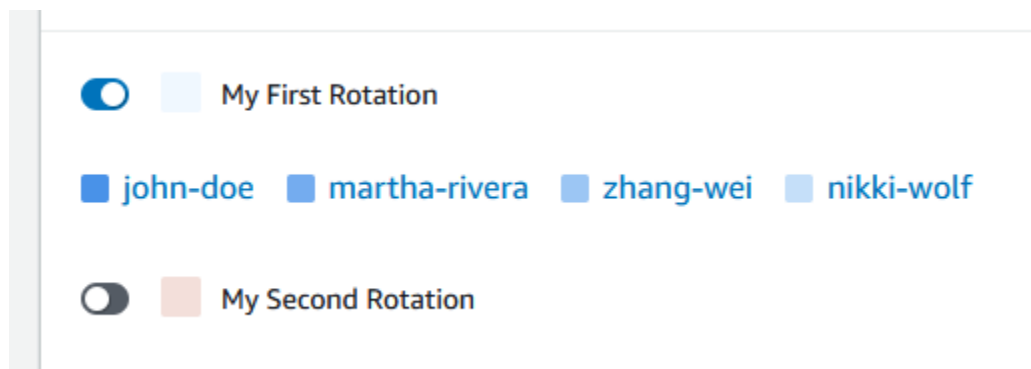 My First Rotation
john-doe martha-rivera zhang-wei nikki-wolf
My Second Rotation